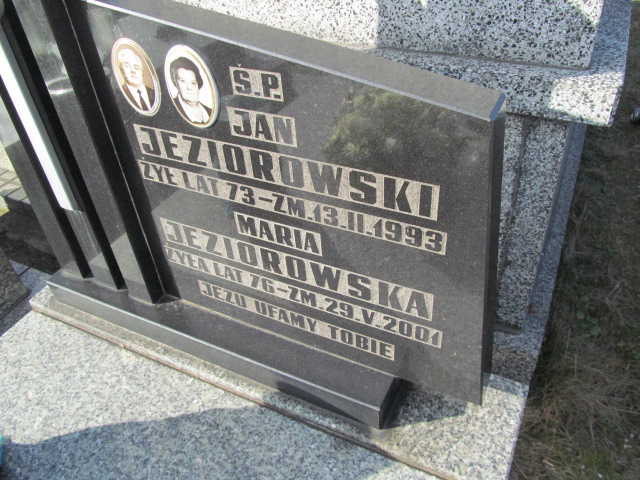 Ś.P.
JAN
JEZIOROWSKI
ŻYŁ LAT 73-ZM.13.II.1993
MARIA
JEZIOROWSKA
ŻYŁA LAT 76-ZM.29.V.2001
JEZU UFAMY TOBIE